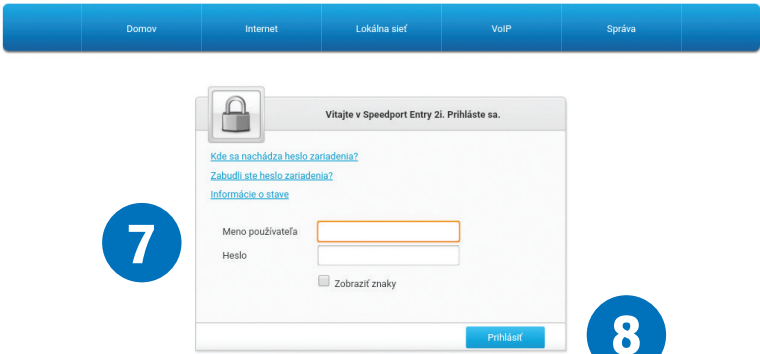 Domov Internet Lokálna sieť VoIP Správa
Vitajte v Speedport Entry 2i. Prihláste sa.
Kde sa nachádza heslo zariadenia?
Zabudli ste heslo zariadenia?
Informácie o stave
7
Meno používateľa
Heslo
Zobraziť znaky
Prihlásiť
8